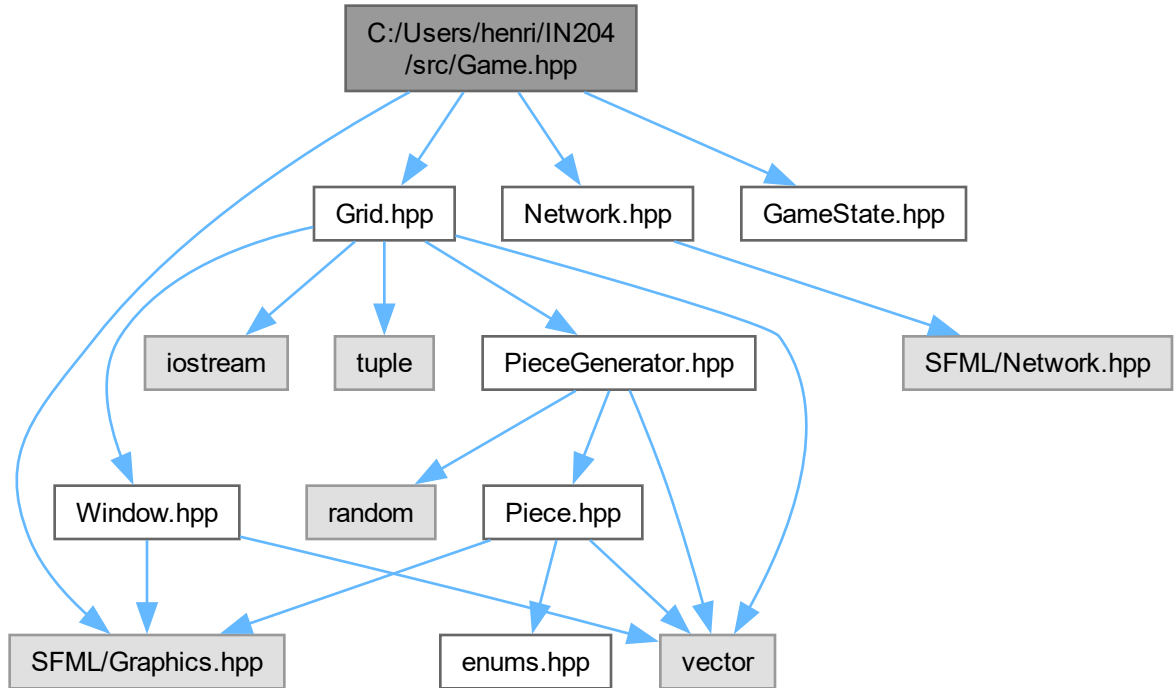 C:/Users/henri/IN204
/src/Game.hpp
Grid.hpp
Network.hpp
GameState.hpp
iostream
tuple
PieceGenerator.hpp
SFML/Network.hpp
Window.hpp
random
Piece.hpp
SFML/Graphics.hpp
enums.hpp
vector